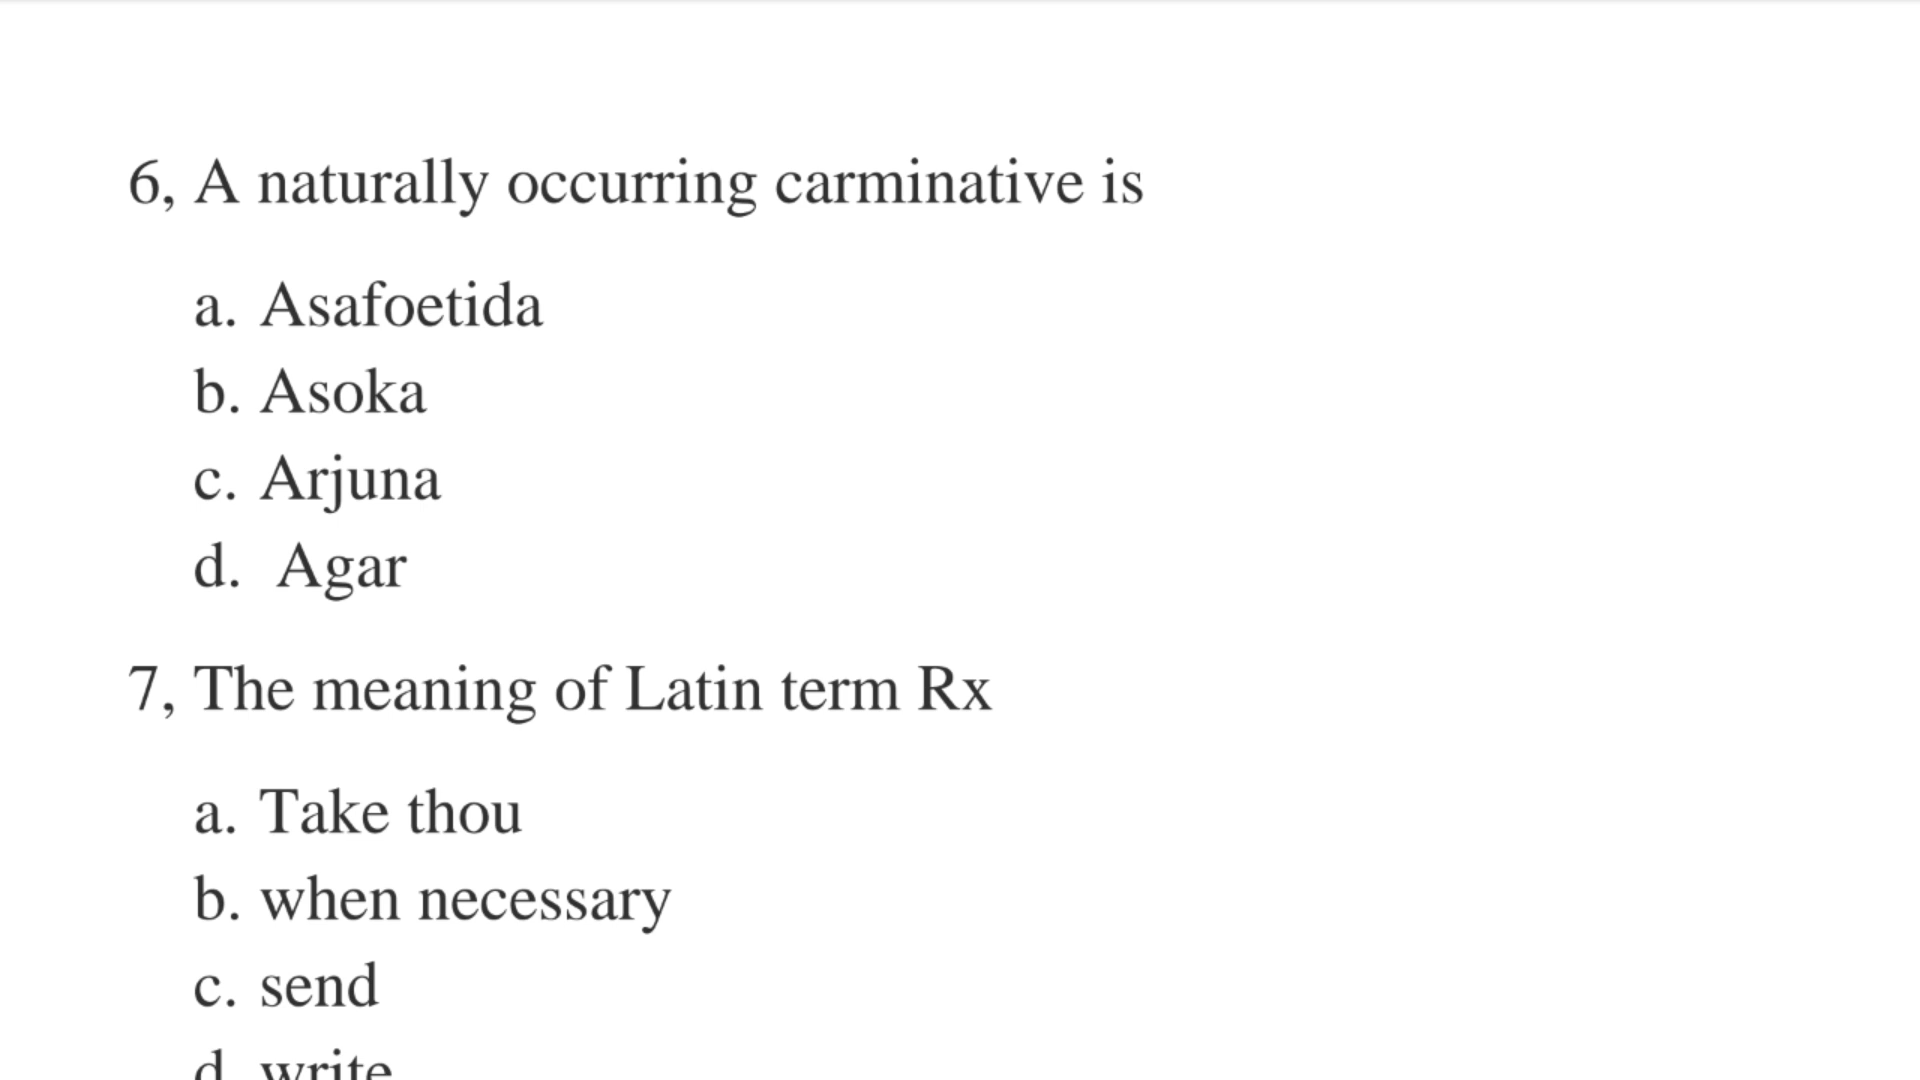 6, A naturally occurring carminative is
a. Asafoetida
b. Asoka
c. Arjuna
d. Agar
7, The meaning of Latin term Rx
a. Take thou
b. when necessary
c. send
d. write